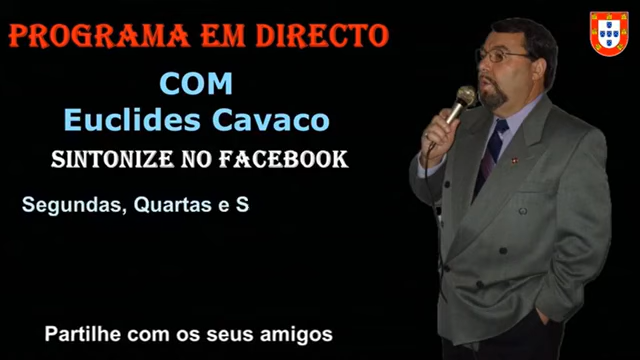 PROGRAMA EM DIRECTO
COM
Euclides Cavaco
SINTONIZE NO FACEBOOK
Segundas, Quartas e S
Partilhe com os seus amigos